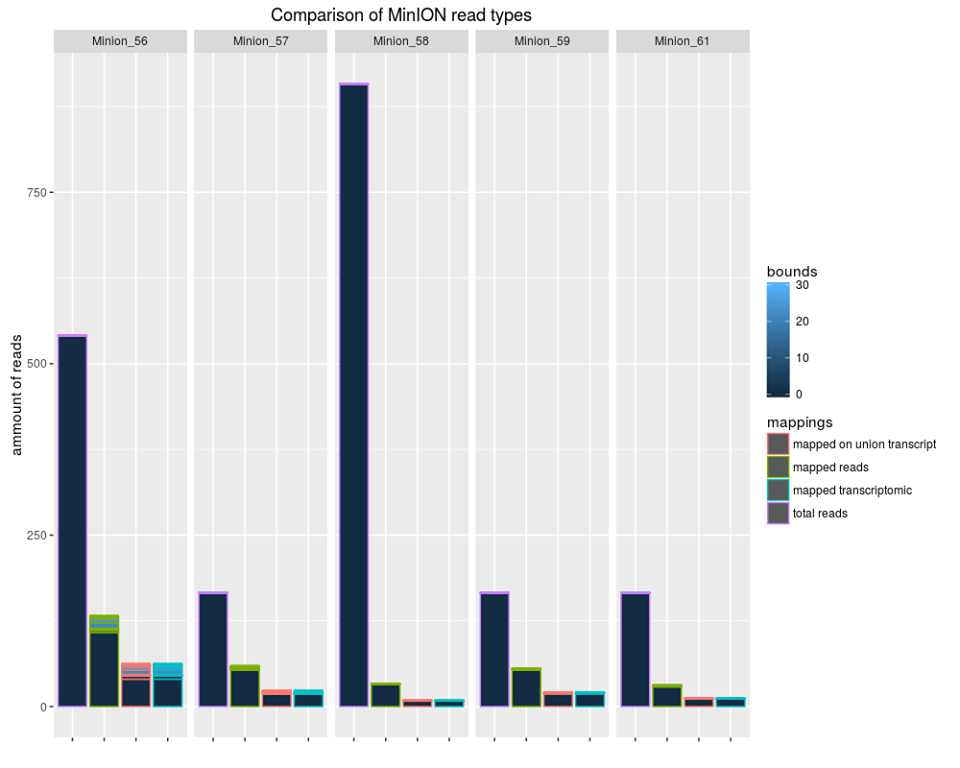 Comparison of MinION read types
Minion_56 Minion_57 Minion_58 Minion_59 Minion_61
ammount of reads
750
500
250
0
bounds
30
20
10
0
mappings
mapped on union transcript
mapped reads
mapped transcriptomic
total reads